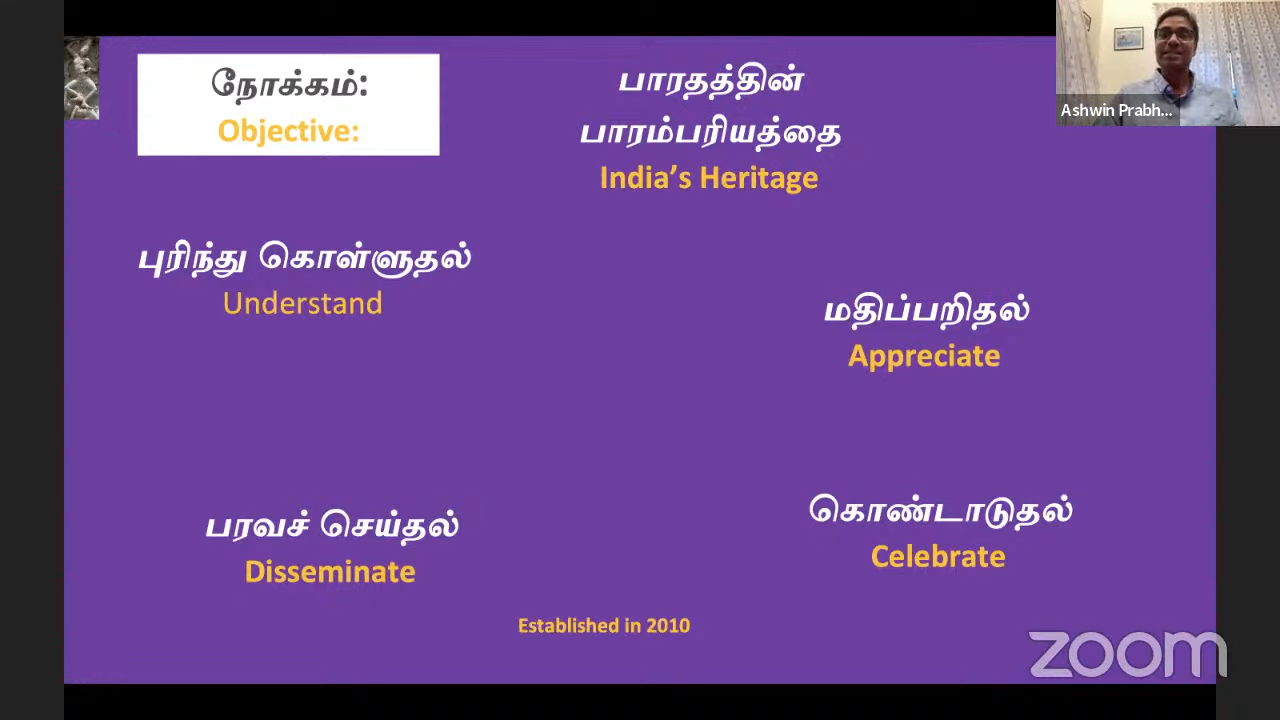 நோக்கம்:
Objective:
பாரதத்தின்
பாரம்பரியத்தை
India's Heritage
Ashwin Prabh...
புரிந்து கொள்ளுதல்
Understand
மதிப்பறிதல்
Appreciate
பரவச் செய்தல்
Disseminate
கொண்டாடுதல்
Celebrate
Established in 2010
zoom